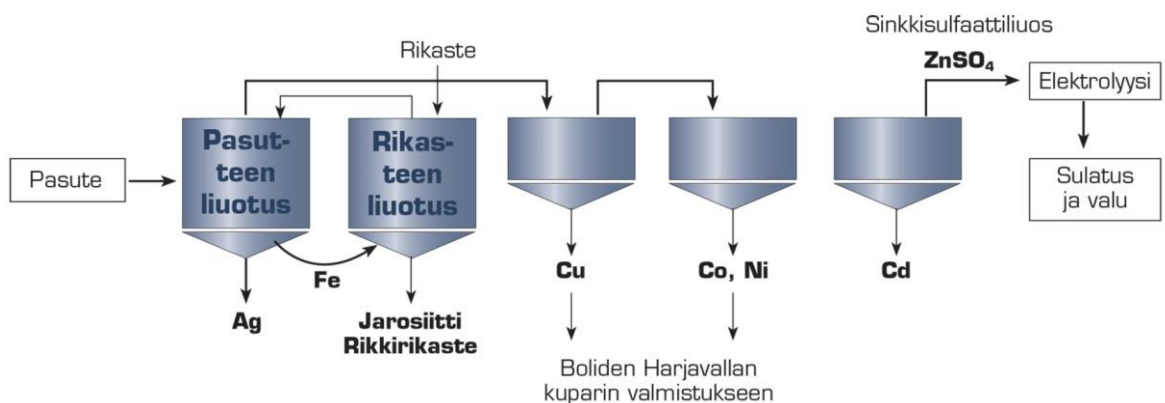 Sinkkisulfaattiliuos
ZnSO₄
Rikaste
Elektrolyysi
Pasut-
teen
liuotus
Rikas-
teen
liuotus
Pasute
Sulatus
ja valu
Fe
Ag
Jarosiitti
Rikkirikaste
Cu
Co, Ni
Cd
Boliden Harjavallan
kuparin valmistukseen